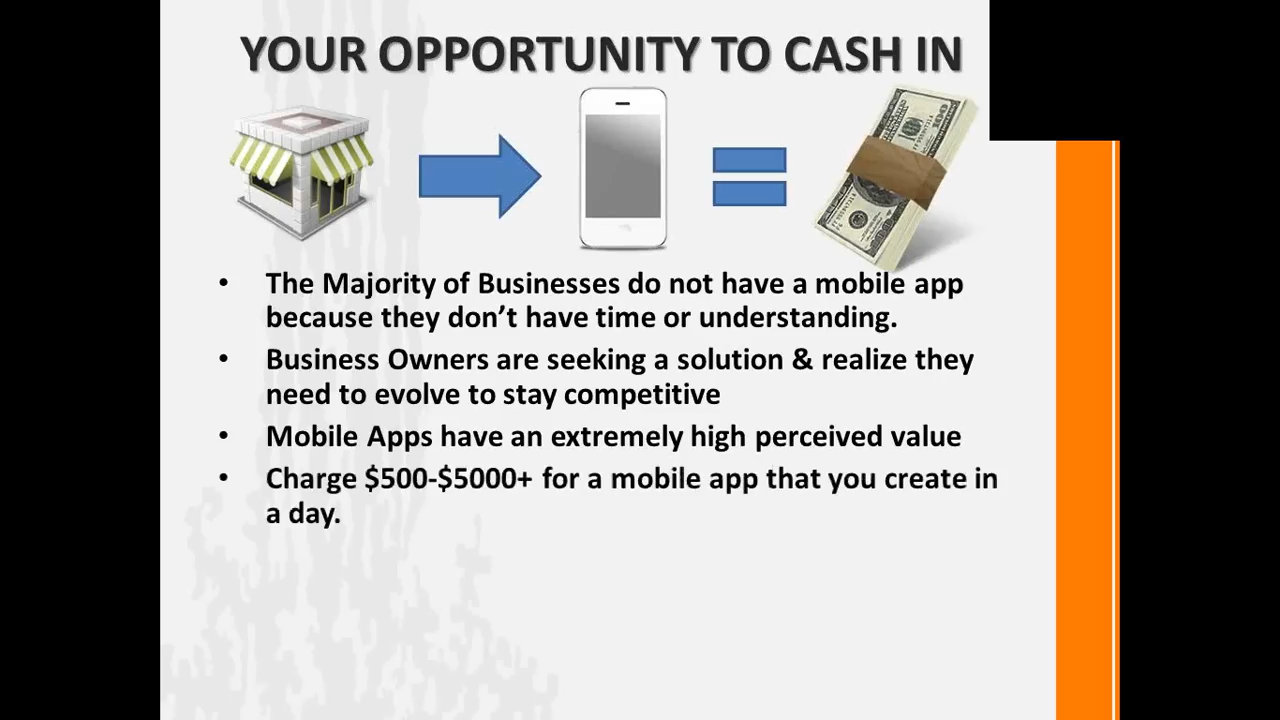 YOUR OPPORTUNITY TO CASH IN
• The Majority of Businesses do not have a mobile app
because they don’t have time or understanding.
• Business Owners are seeking a solution & realize they
need to evolve to stay competitive
• Mobile Apps have an extremely high perceived value
• Charge $500-$5000+ for a mobile app that you create in
a day.